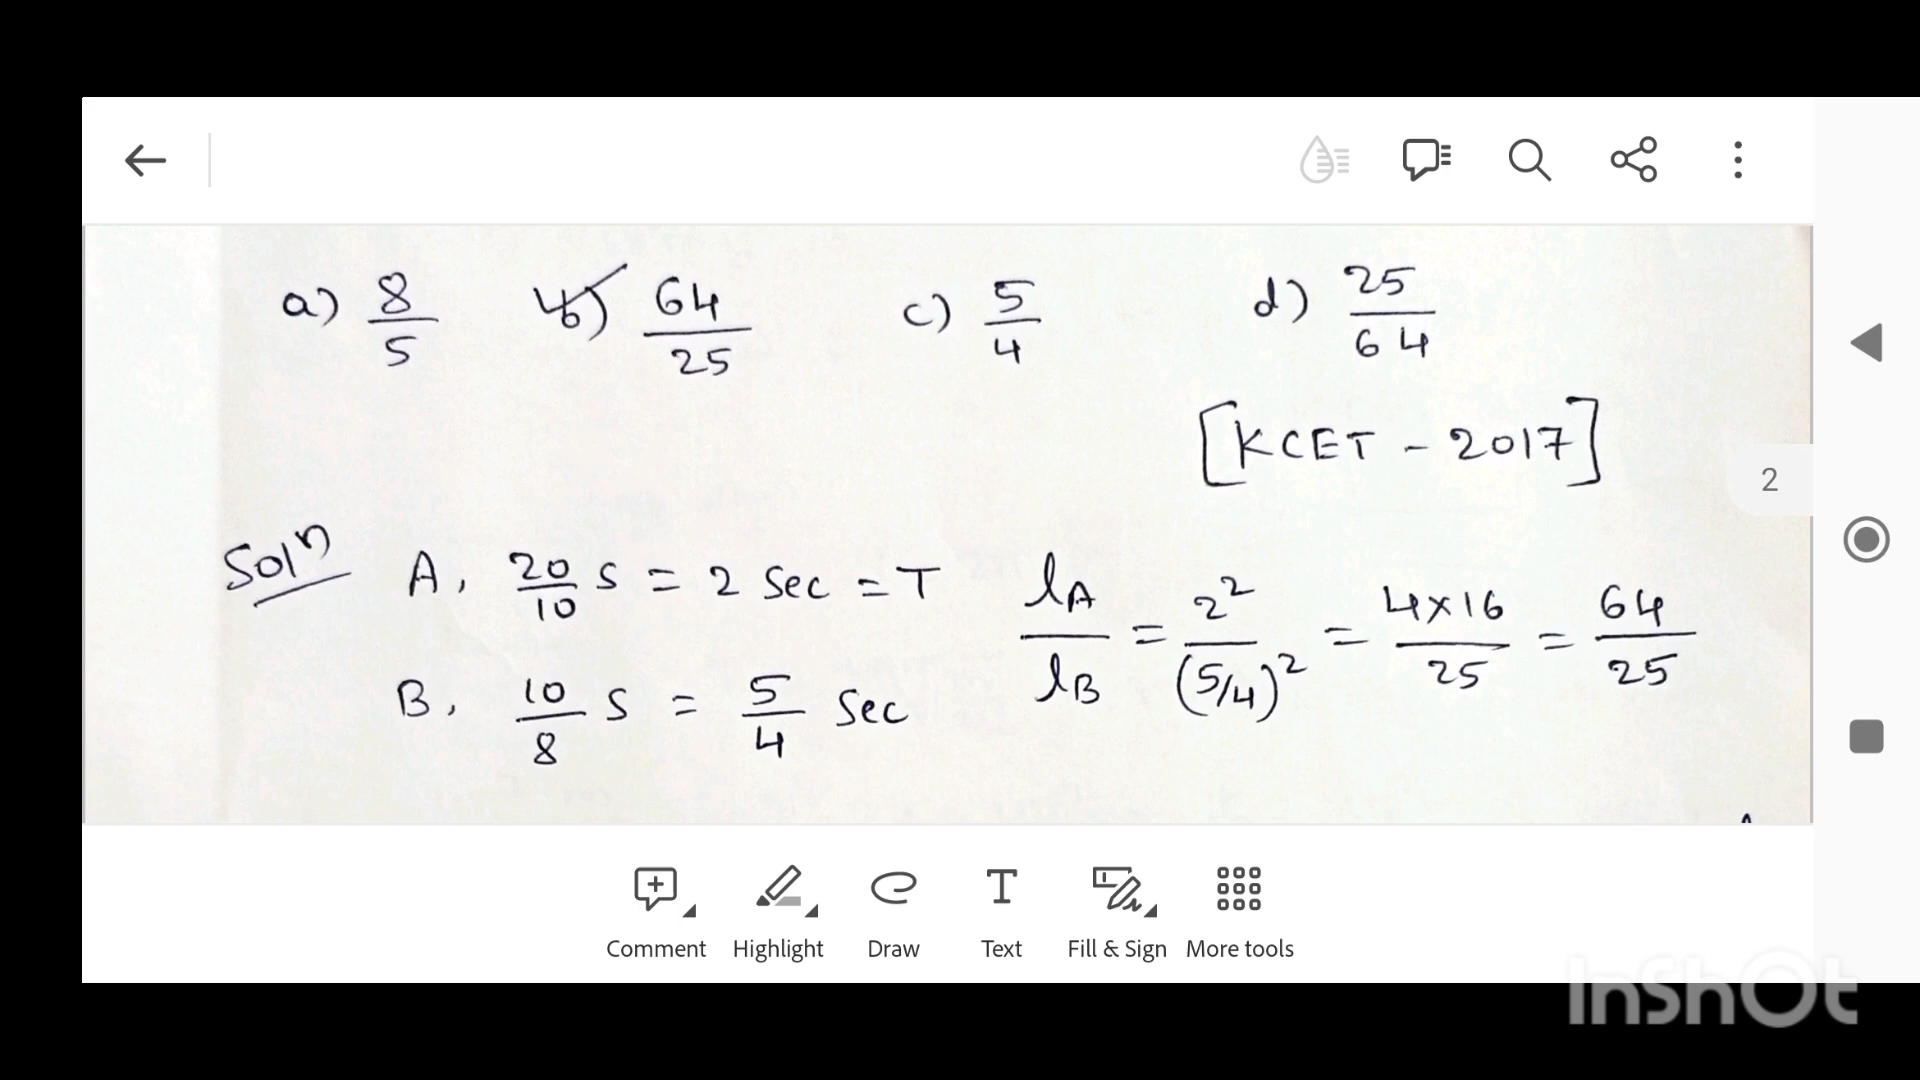 a) 8/5 b) 64/25 c) 5/4 d) 25/64
[KCET - 2017]
2
Solⁿ A, 20/10 s = 2 Sec = T lA/lB = 2²/(5/4)² = 4×16/25 = 64/25
B, 10/8 s = 5/4 Sec
Comment Highlight Draw Text Fill & Sign More tools
InShOt